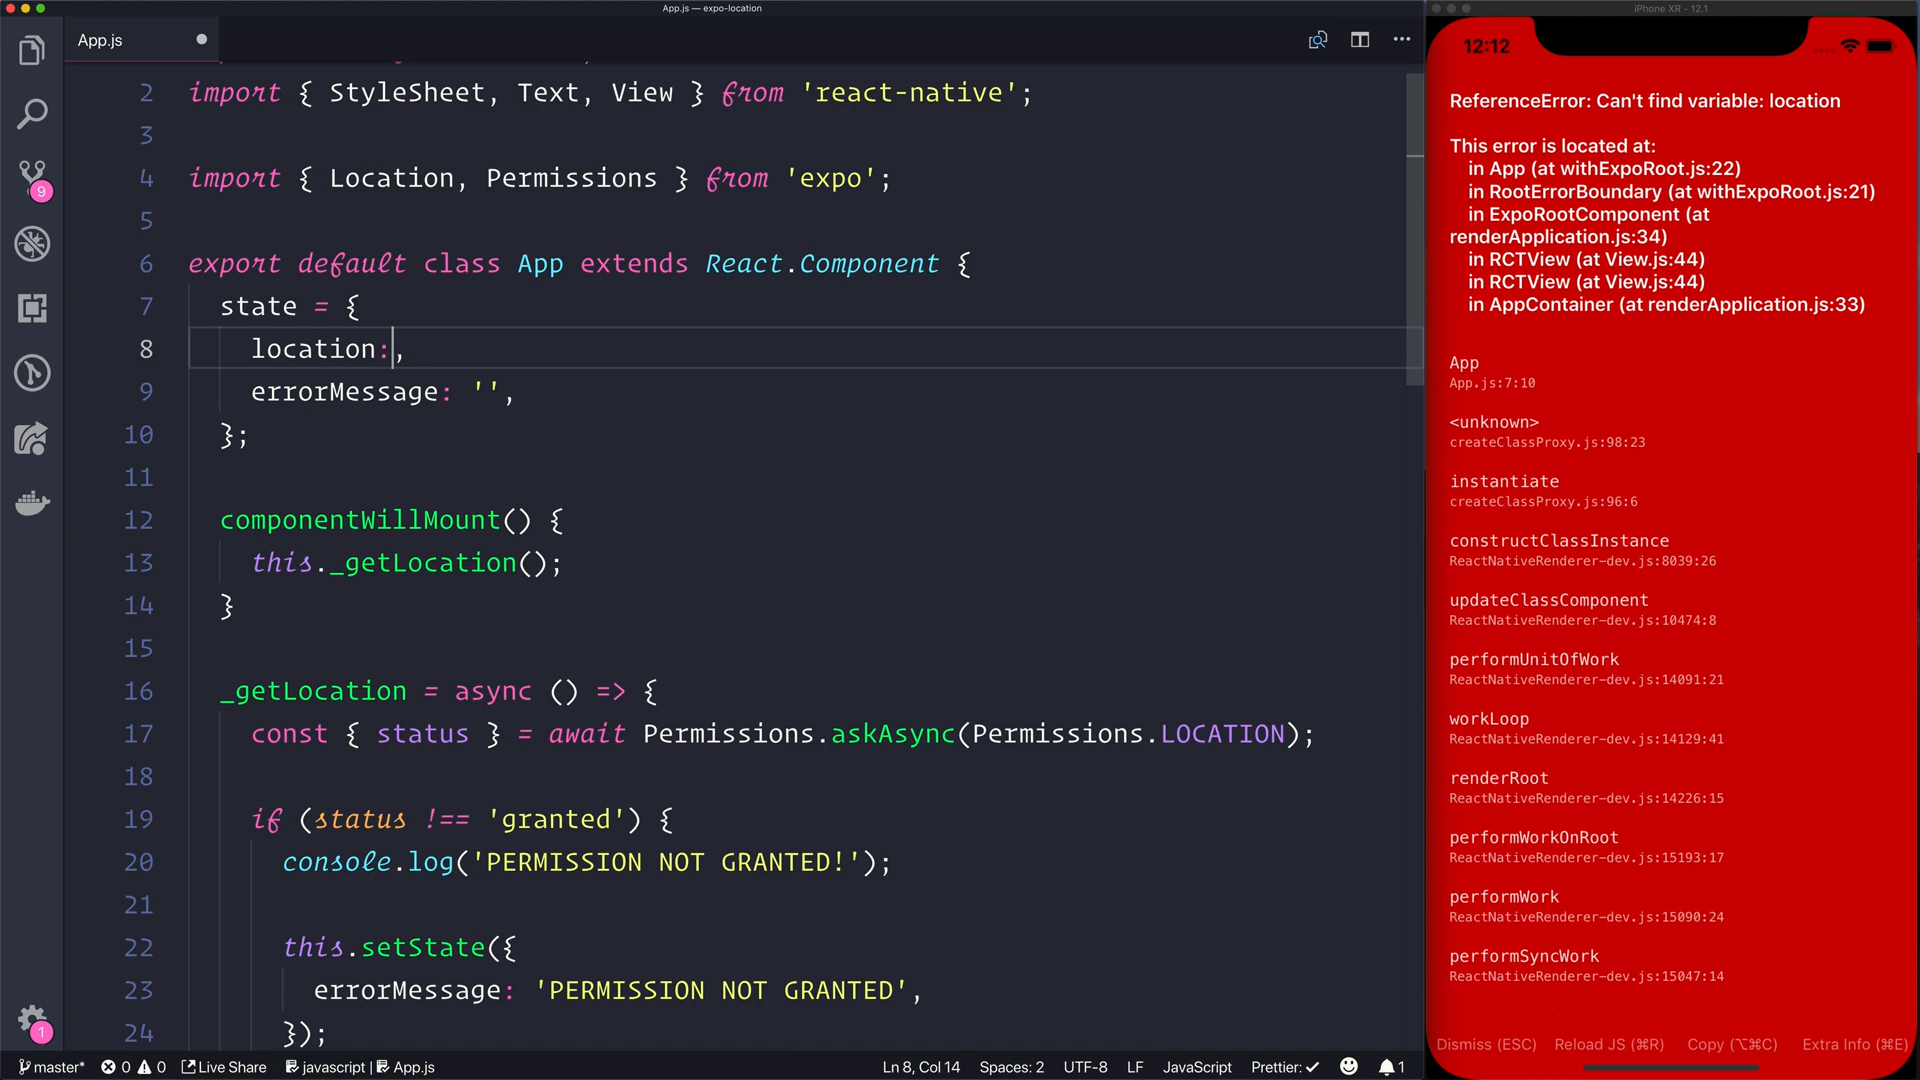 App.js — expo-location
App.js
2 import { StyleSheet, Text, View } from 'react-native';
3
4 import { Location, Permissions } from 'expo';
5
6 export default class App extends React.Component {
7 state = {
8 location:,
9 errorMessage: '',
10 };
11
12 componentWillMount() {
13 this._getLocation();
14 }
15
16 _getLocation = async () => {
17 const { status } = await Permissions.askAsync(Permissions.LOCATION);
18
19 if (status !== 'granted') {
20 console.log('PERMISSION NOT GRANTED!');
21
22 this.setState({
23 errorMessage: 'PERMISSION NOT GRANTED',
24 });
9
1
master* 0 0 Live Share javascript | App.js Ln 8, Col 14 Spaces: 2 UTF-8 LF JavaScript Prettier: ✓ 1
iPhone XR - 12.1
12:12
ReferenceError: Can't find variable: location
This error is located at:
in App (at withExpoRoot.js:22)
in RootErrorBoundary (at withExpoRoot.js:21)
in ExpoRootComponent (at
renderApplication.js:34)
in RCTView (at View.js:44)
in RCTView (at View.js:44)
in AppContainer (at renderApplication.js:33)
App
App.js:7:10
<unknown>
createClassProxy.js:98:23
instantiate
createClassProxy.js:96:6
constructClassInstance
ReactNativeRenderer-dev.js:8039:26
updateClassComponent
ReactNativeRenderer-dev.js:10474:8
performUnitOfWork
ReactNativeRenderer-dev.js:14091:21
workLoop
ReactNativeRenderer-dev.js:14129:41
renderRoot
ReactNativeRenderer-dev.js:14226:15
performWorkOnRoot
ReactNativeRenderer-dev.js:15193:17
performWork
ReactNativeRenderer-dev.js:15090:24
performSyncWork
ReactNativeRenderer-dev.js:15047:14
Dismiss (ESC) Reload JS (⌘R) Copy (⌥⌘C) Extra Info (⌘E)